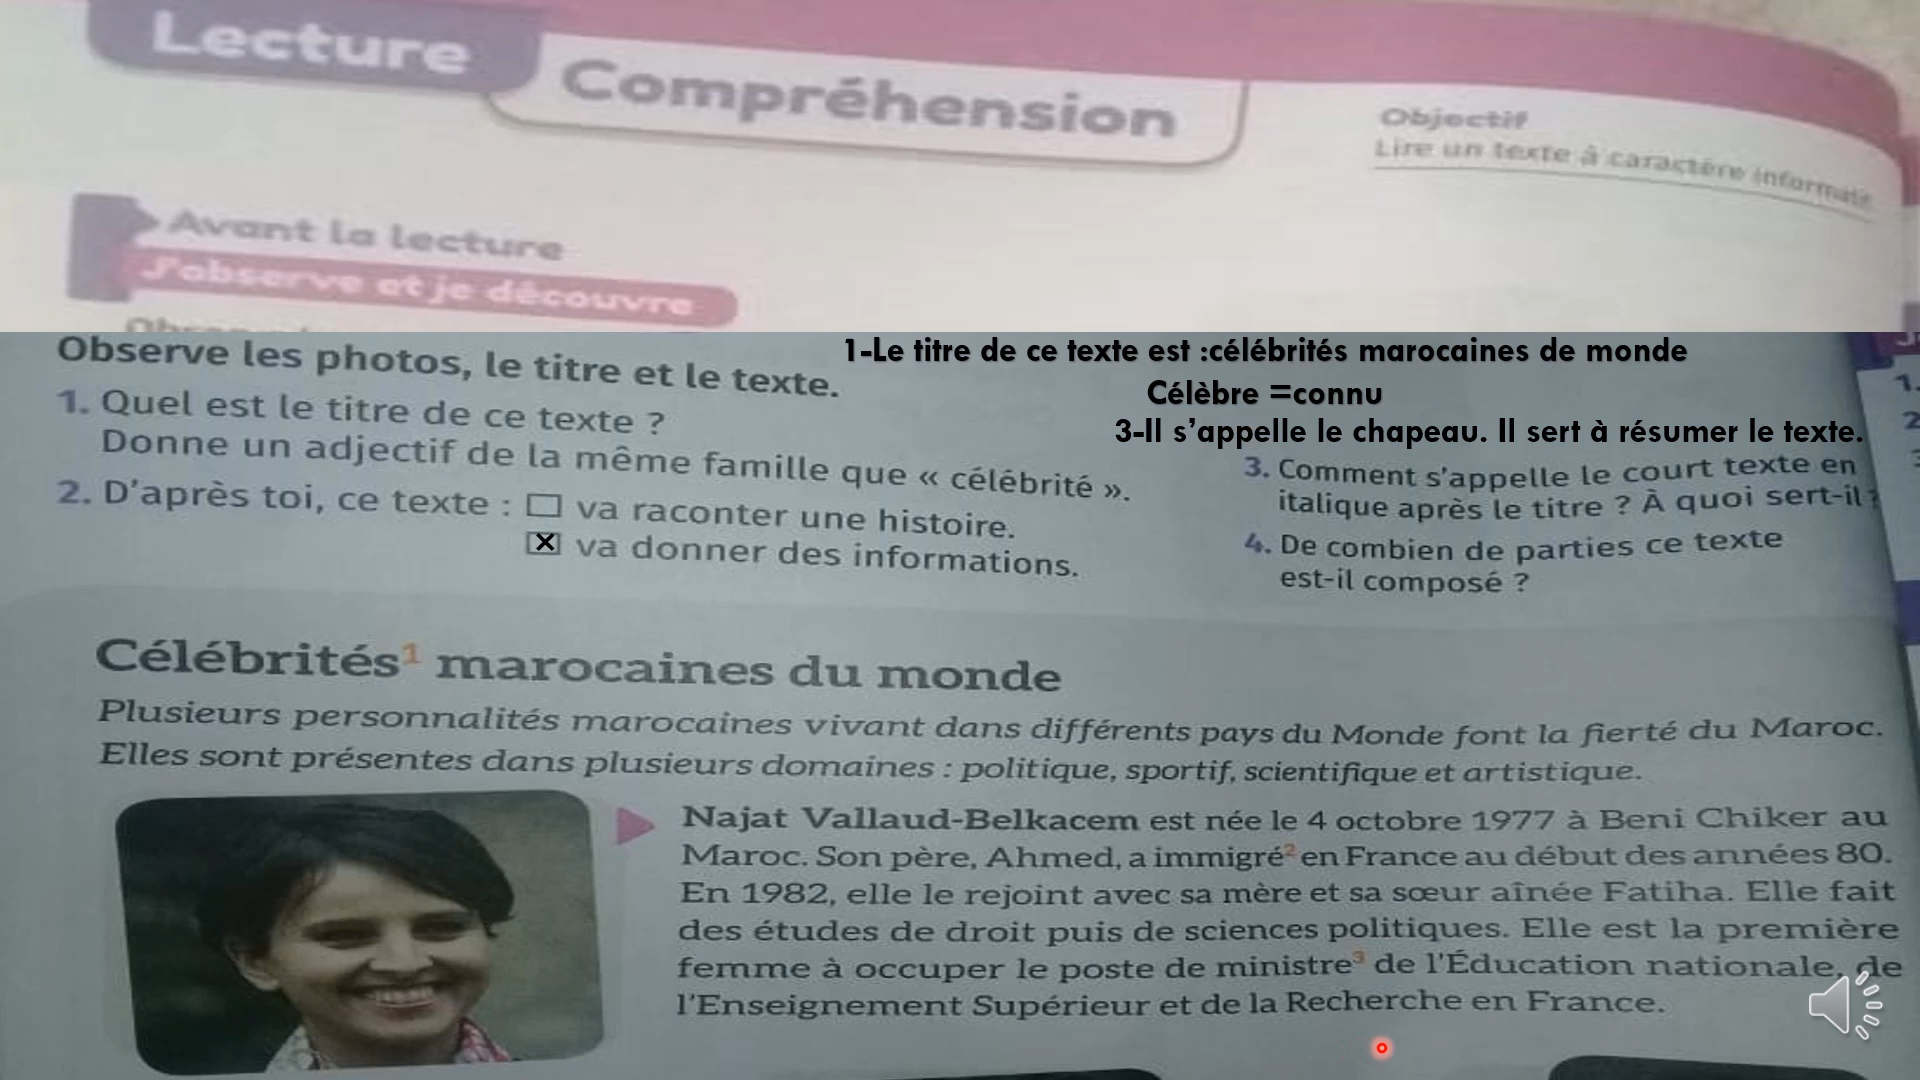 Lecture
Compréhension
Objectif
Lire un texte à caractère informatif
Avant la lecture
J'observe et je découvre
Observe les photos, le titre et le texte.
1. Quel est le titre de ce texte ?
Donne un adjectif de la même famille que « célébrité ».
2. D'après toi, ce texte : ☐ va raconter une histoire.
☒ va donner des informations.
1-Le titre de ce texte est :célébrités marocaines de monde
Célèbre =connu
3-Il s'appelle le chapeau. Il sert à résumer le texte.
3. Comment s'appelle le court texte en
italique après le titre ? À quoi sert-il ?
4. De combien de parties ce texte
est-il composé ?
Célébrités1 marocaines du monde
Plusieurs personnalités marocaines vivant dans différents pays du Monde font la fierté du Maroc.
Elles sont présentes dans plusieurs domaines : politique, sportif, scientifique et artistique.
Najat Vallaud-Belkacem est née le 4 octobre 1977 à Beni Chiker au
Maroc. Son père, Ahmed, a immigré2 en France au début des années 80.
En 1982, elle le rejoint avec sa mère et sa sœur aînée Fatiha. Elle fait
des études de droit puis de sciences politiques. Elle est la première
femme à occuper le poste de ministre3 de l'Éducation nationale, de
l'Enseignement Supérieur et de la Recherche en France.
1.
2
3